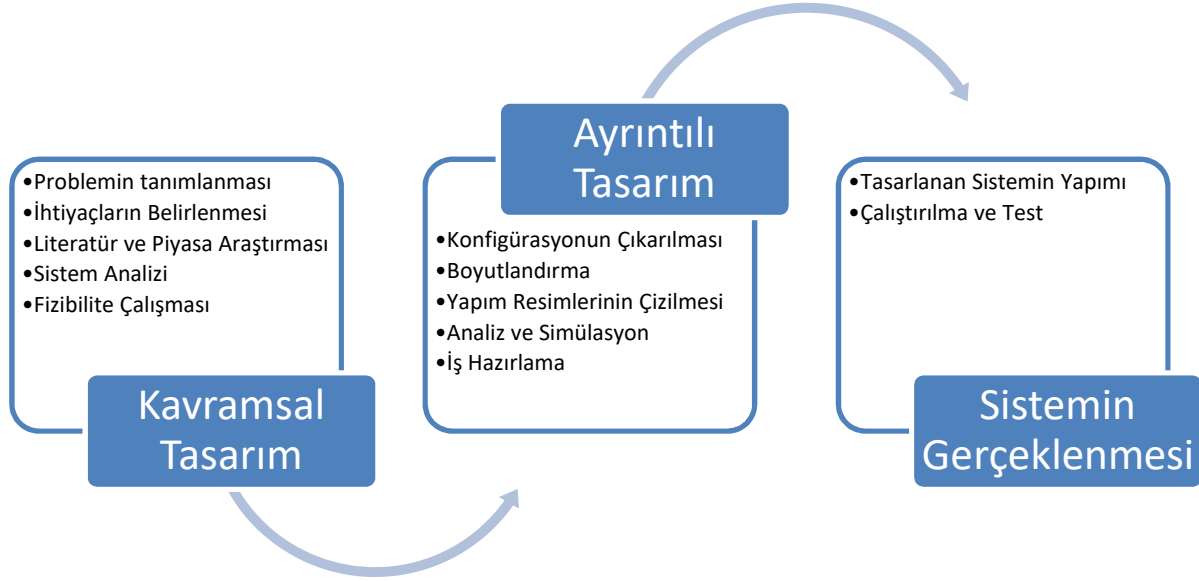 •Problemin tanımlanması
•İhtiyaçların Belirlenmesi
•Literatür ve Piyasa Araştırması
•Sistem Analizi
•Fizibilite Çalışması
Kavramsal
Tasarım
Ayrıntılı
Tasarım
•Konfigürasyonun Çıkarılması
•Boyutlandırma
•Yapım Resimlerinin Çizilmesi
•Analiz ve Simülasyon
•İş Hazırlama
•Tasarlanan Sistemin Yapımı
•Çalıştırılma ve Test
Sistemin
Gerçeklenmesi